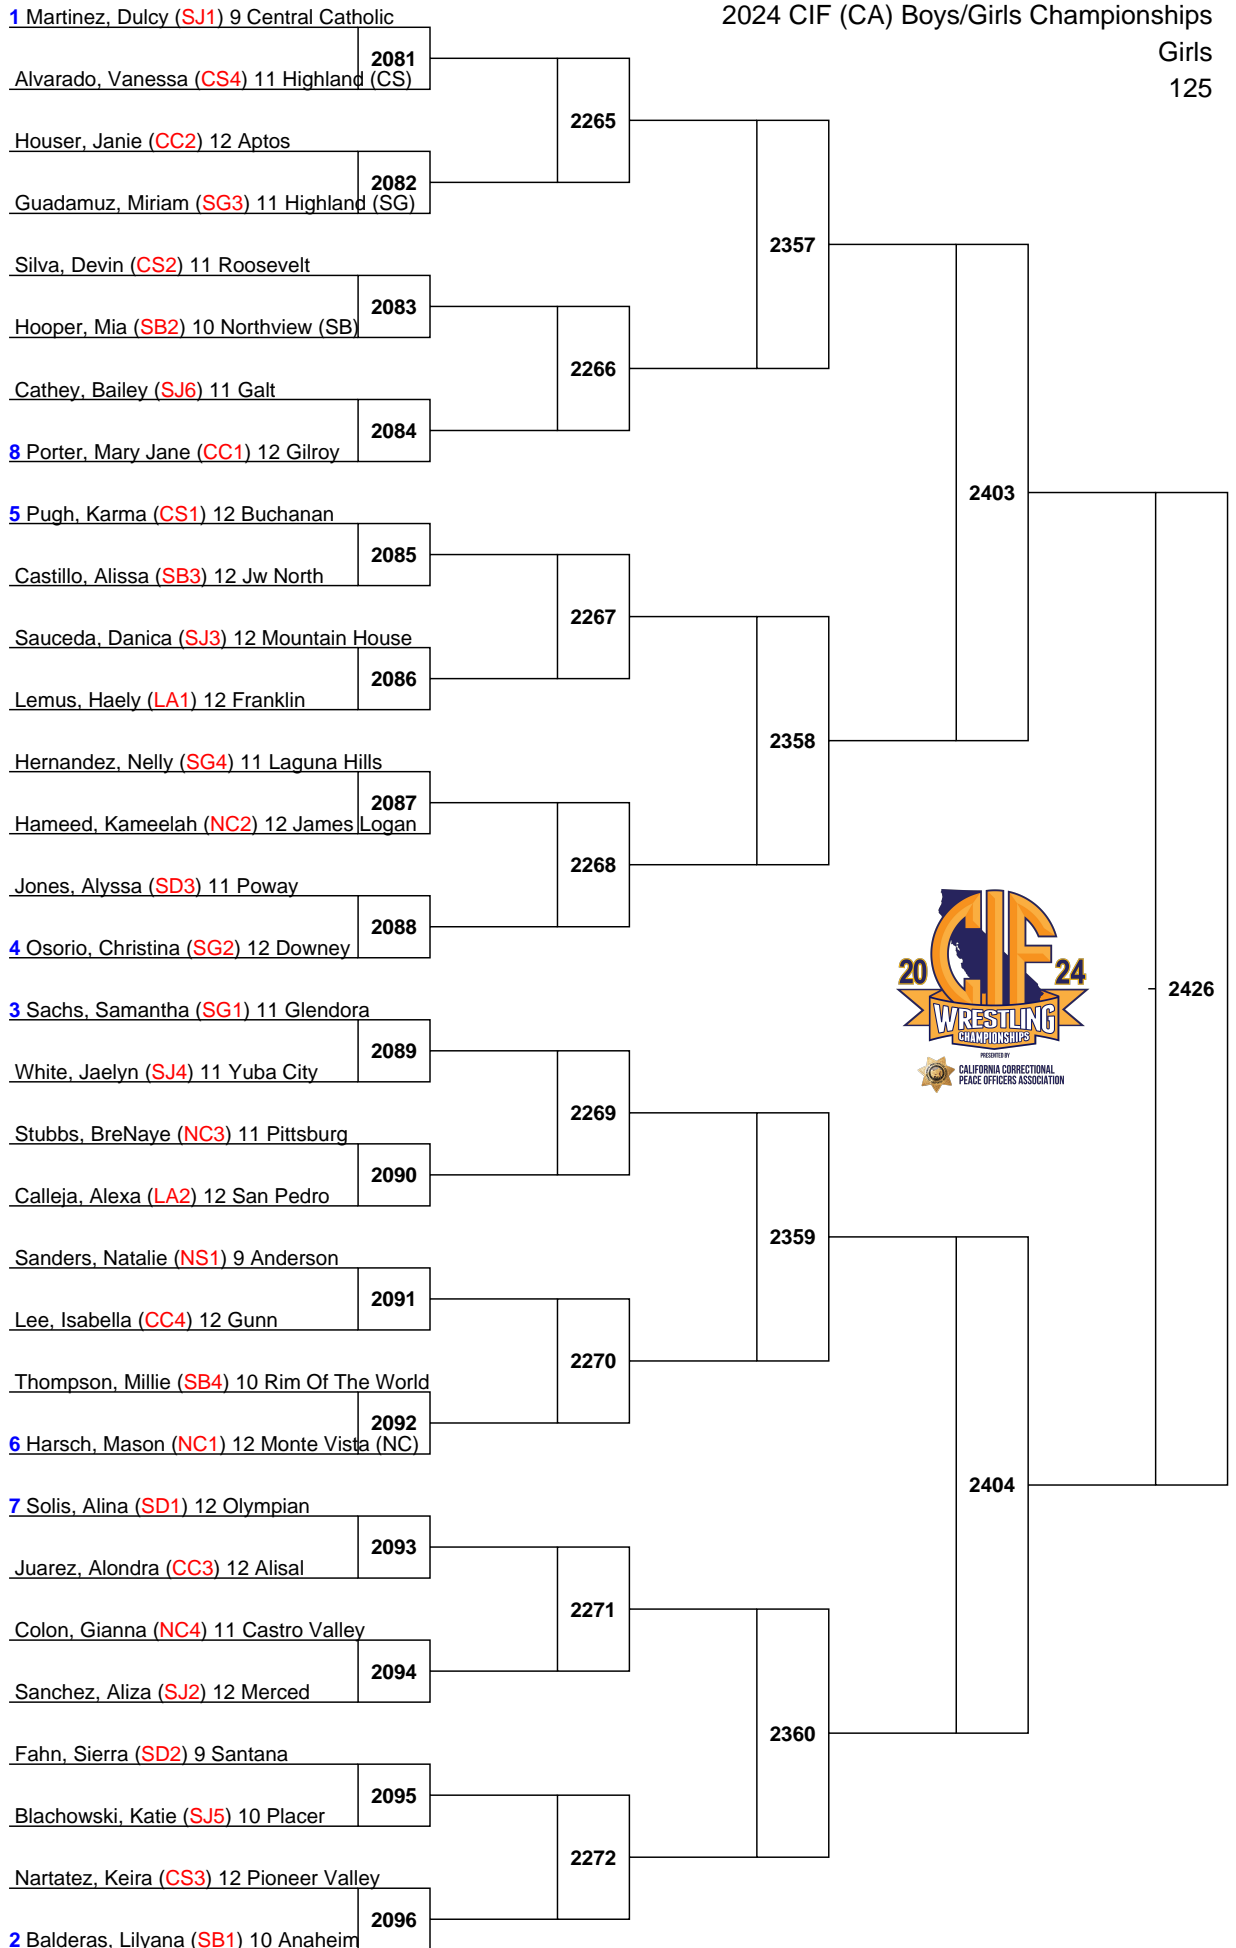 2024 CIF (CA) Boys/Girls Championships
Girls
125
1 Martinez, Dulcy (SJ1) 9 Central Catholic
2081
Alvarado, Vanessa (CS4) 11 Highland (CS)
2265
Houser, Janie (CC2) 12 Aptos
2082
Guadamuz, Miriam (SG3) 11 Highland (SG)
2357
Silva, Devin (CS2) 11 Roosevelt
2083
Hooper, Mia (SB2) 10 Northview (SB)
2266
Cathey, Bailey (SJ6) 11 Galt
2084
8 Porter, Mary Jane (CC1) 12 Gilroy
2403
5 Pugh, Karma (CS1) 12 Buchanan
2085
Castillo, Alissa (SB3) 12 Jw North
2267
Sauceda, Danica (SJ3) 12 Mountain House
2086
Lemus, Haely (LA1) 12 Franklin
2358
Hernandez, Nelly (SG4) 11 Laguna Hills
2087
Hameed, Kameelah (NC2) 12 James Logan
2268
Jones, Alyssa (SD3) 11 Poway
2088
4 Osorio, Christina (SG2) 12 Downey
CIF
20 24
WRESTLING
CHAMPIONSHIPS
PRESENTED BY
CALIFORNIA CORRECTIONAL
PEACE OFFICERS ASSOCIATION
2426
3 Sachs, Samantha (SG1) 11 Glendora
2089
White, Jaelyn (SJ4) 11 Yuba City
2269
Stubbs, BreNaye (NC3) 11 Pittsburg
2090
Calleja, Alexa (LA2) 12 San Pedro
2359
Sanders, Natalie (NS1) 9 Anderson
2091
Lee, Isabella (CC4) 12 Gunn
2270
Thompson, Millie (SB4) 10 Rim Of The World
2092
6 Harsch, Mason (NC1) 12 Monte Vista (NC)
2404
7 Solis, Alina (SD1) 12 Olympian
2093
Juarez, Alondra (CC3) 12 Alisal
2271
Colon, Gianna (NC4) 11 Castro Valley
2094
Sanchez, Aliza (SJ2) 12 Merced
2360
Fahn, Sierra (SD2) 9 Santana
2095
Blachowski, Katie (SJ5) 10 Placer
2272
Nartatez, Keira (CS3) 12 Pioneer Valley
2096
2 Balderas, Lilyana (SB1) 10 Anaheim